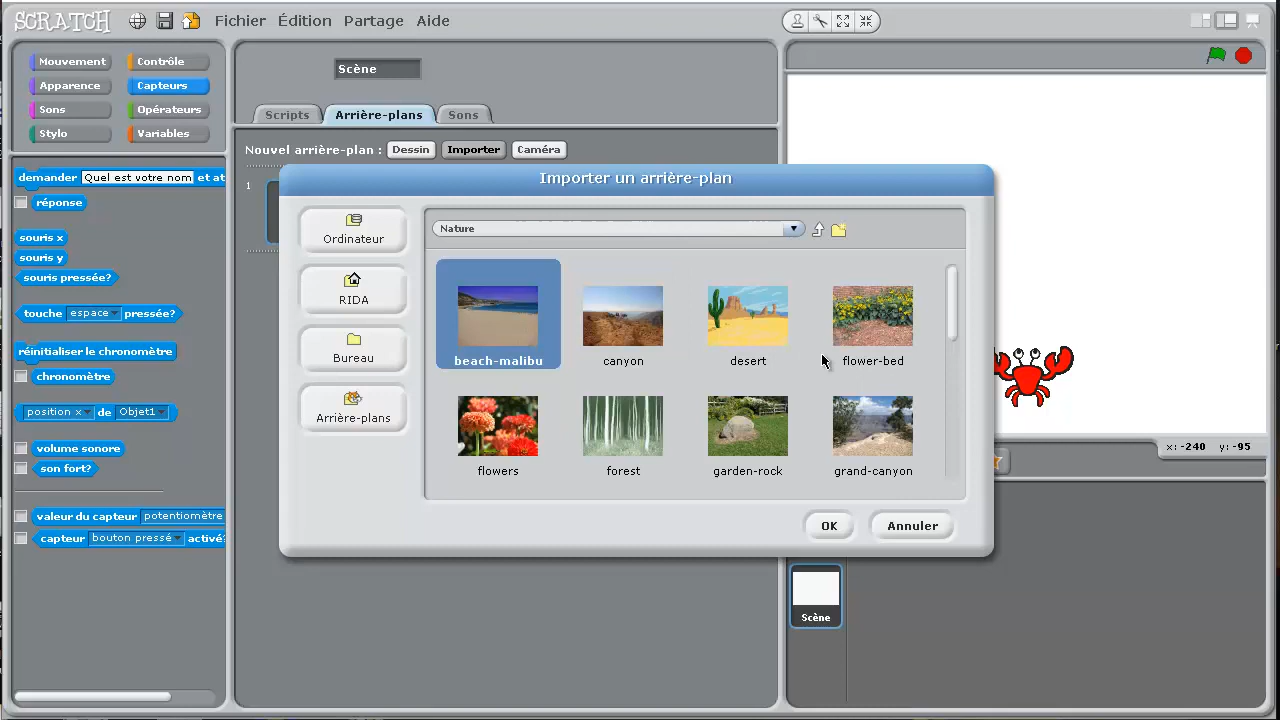 SCRATCH Fichier Édition Partage Aide
Mouvement Contrôle
Apparence Capteurs
Sons Opérateurs
Stylo Variables
demander Quel est votre nom et at
réponse
souris x
souris y
souris pressée?
touche espace pressée?
réinitialiser le chronomètre
chronomètre
position x de Objet1
volume sonore
son fort?
valeur du capteur potentiomètre
capteur bouton pressé activé?
Scène
Scripts Arrière-plans Sons
Nouvel arrière-plan : Dessin Importer Caméra
1
Importer un arrière-plan
Ordinateur
RIDA
Bureau
Arrière-plans
Nature
beach-malibu canyon desert flower-bed
flowers forest garden-rock grand-canyon
OK Annuler
x: -240 y: -95
Scène